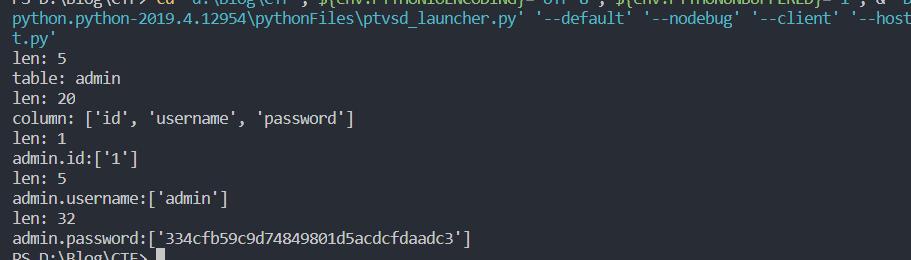 python.python-2019.4.12954\pythonFiles\ptvsd_launcher.py' '--default' '--nodebug' '--client' '--host
t.py'
len: 5
table: admin
len: 20
column: ['id', 'username', 'password']
len: 1
admin.id:['1']
len: 5
admin.username:['admin']
len: 32
admin.password:['334cfb59c9d74849801d5acdcfdaadc3']
PS D:\Blog\CTF>